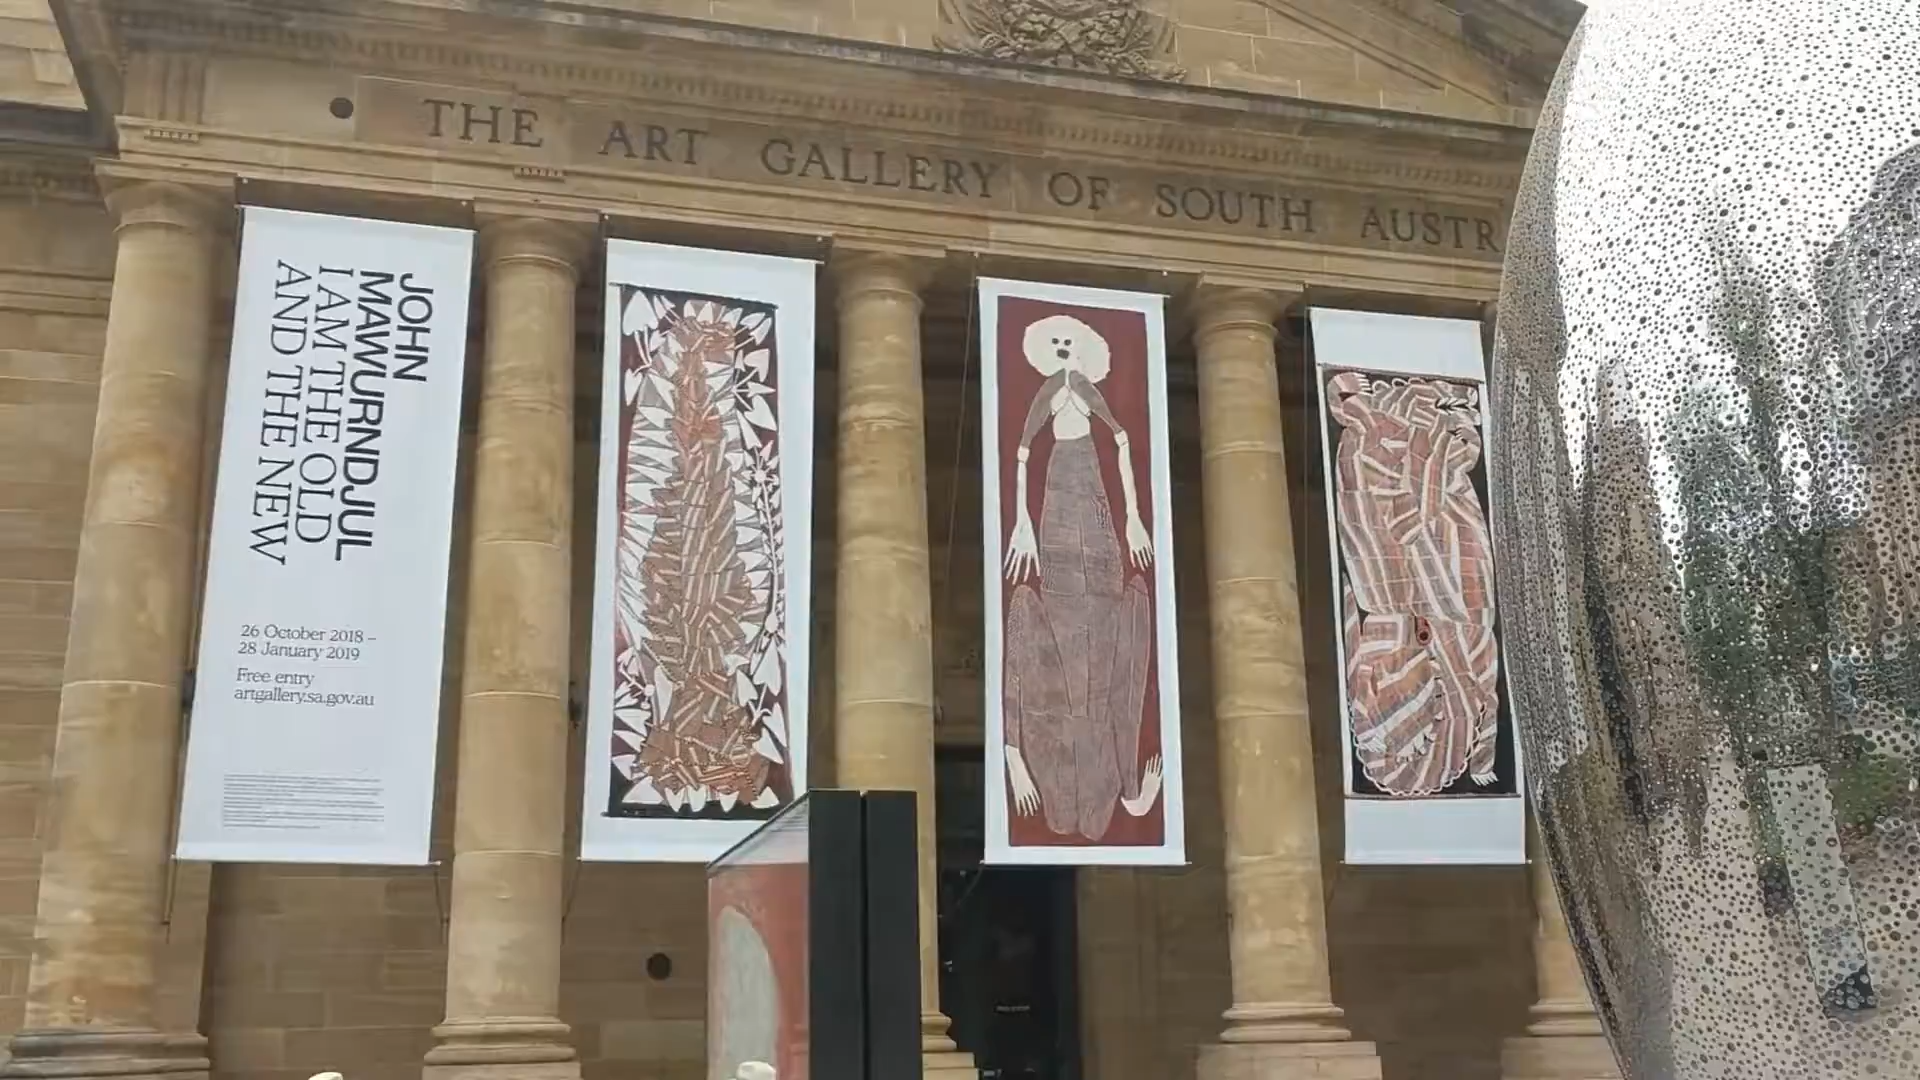 THE ART GALLERY OF SOUTH AUSTR
JOHN
MAWURNDJUL
I AM THE OLD
AND THE NEW
26 October 2018 –
28 January 2019
Free entry
artgallery.sa.gov.au